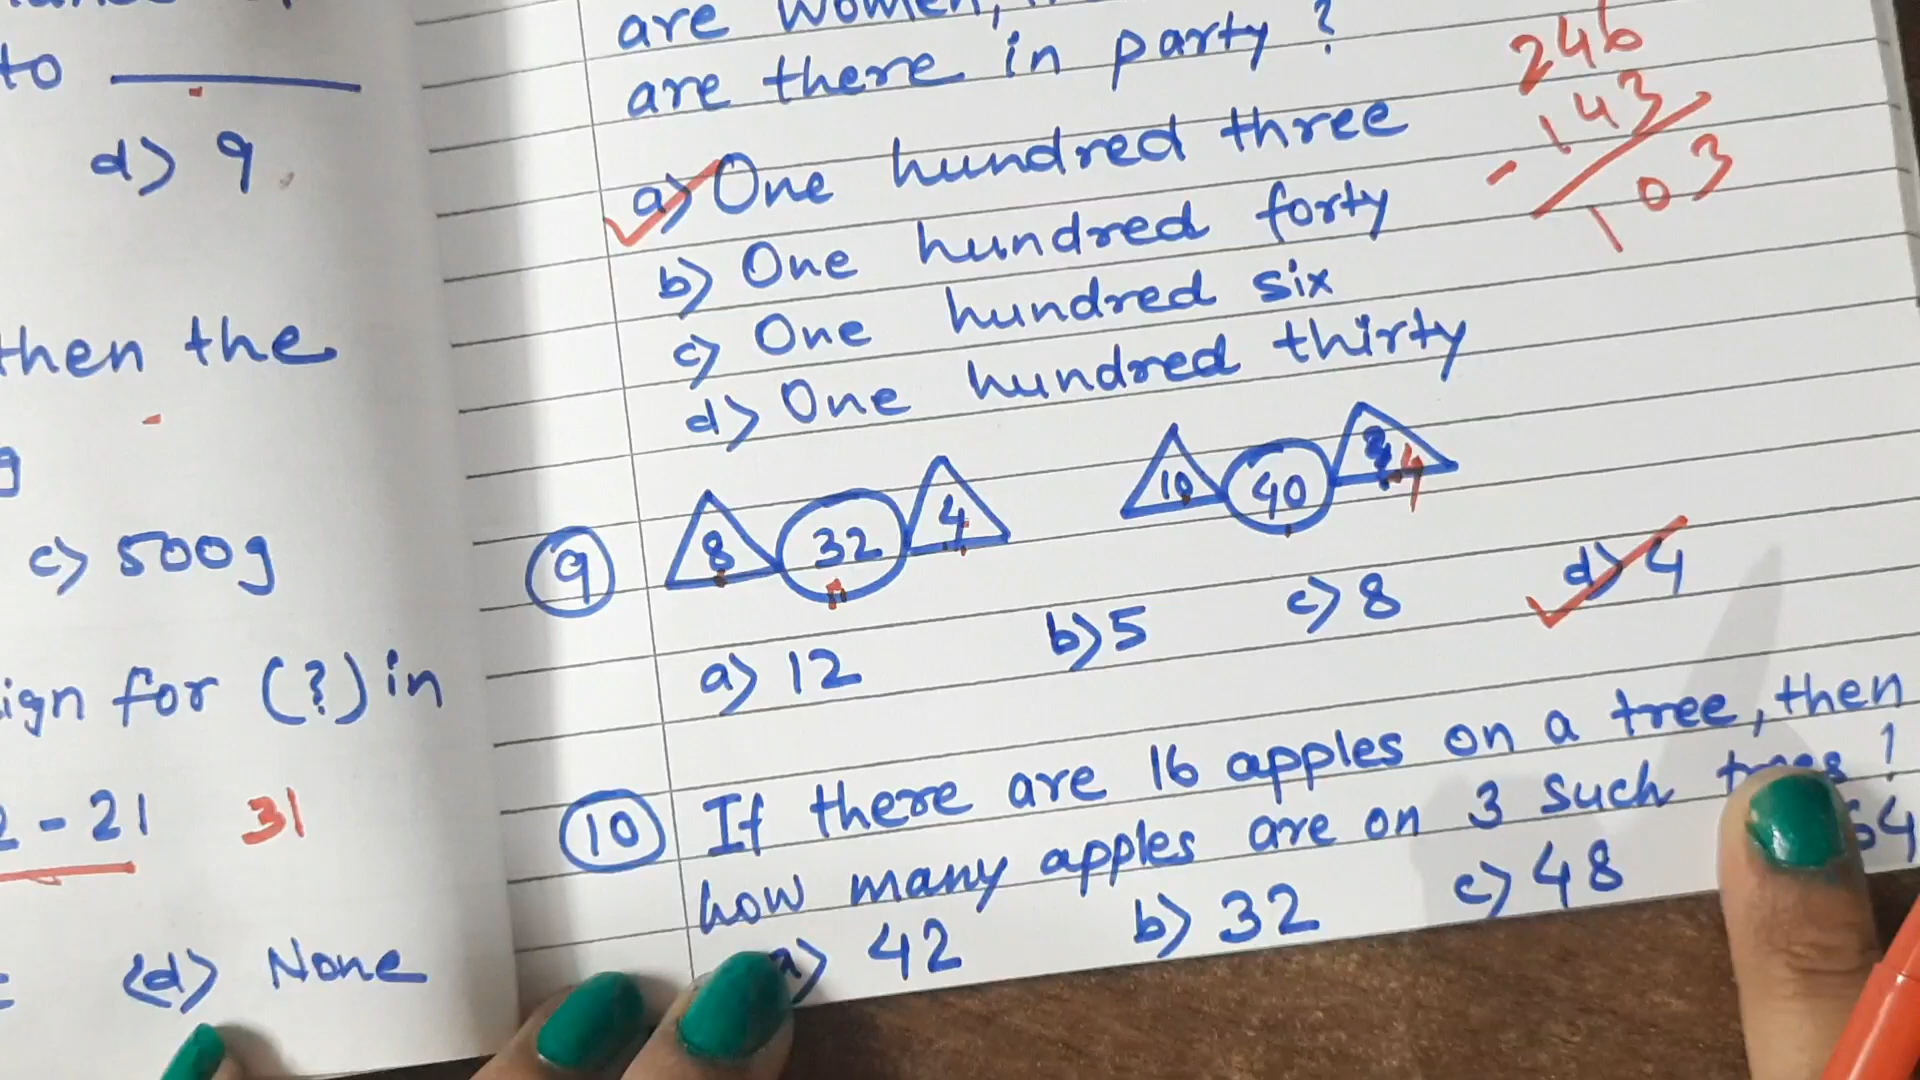 to
d) 9
then the
g
c) 500g
ign for (?) in
2 - 21 31
(d) None
are women,
are there in party ?
246
- 143
103
a) One hundred three
b) One hundred forty
c) One hundred six
d) One hundred thirty
9 8 32 4 10 40 ? 4
a) 12 b) 5 c) 8 d) 4
10 If there are 16 apples on a tree, then
how many apples are on 3 such trees ?
a) 42 b) 32 c) 48 64